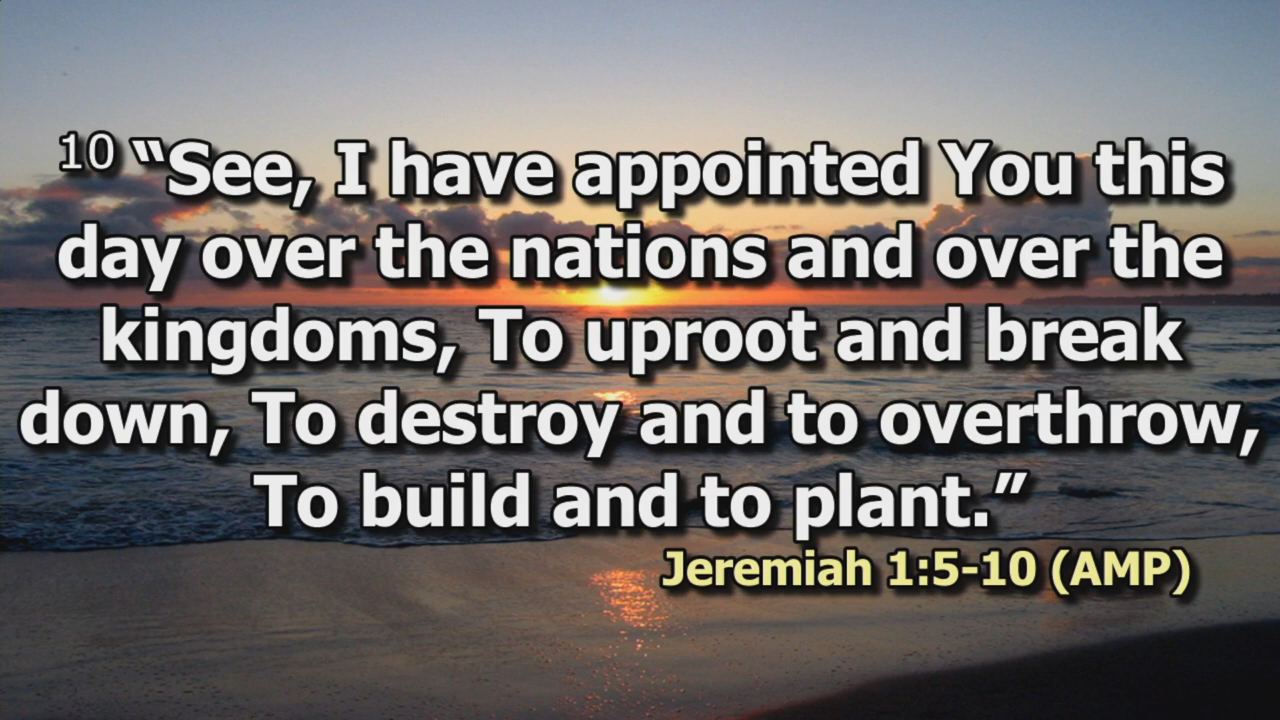 10 “See, I have appointed You this
day over the nations and over the
kingdoms, To uproot and break
down, To destroy and to overthrow,
To build and to plant.”
Jeremiah 1:5-10 (AMP)